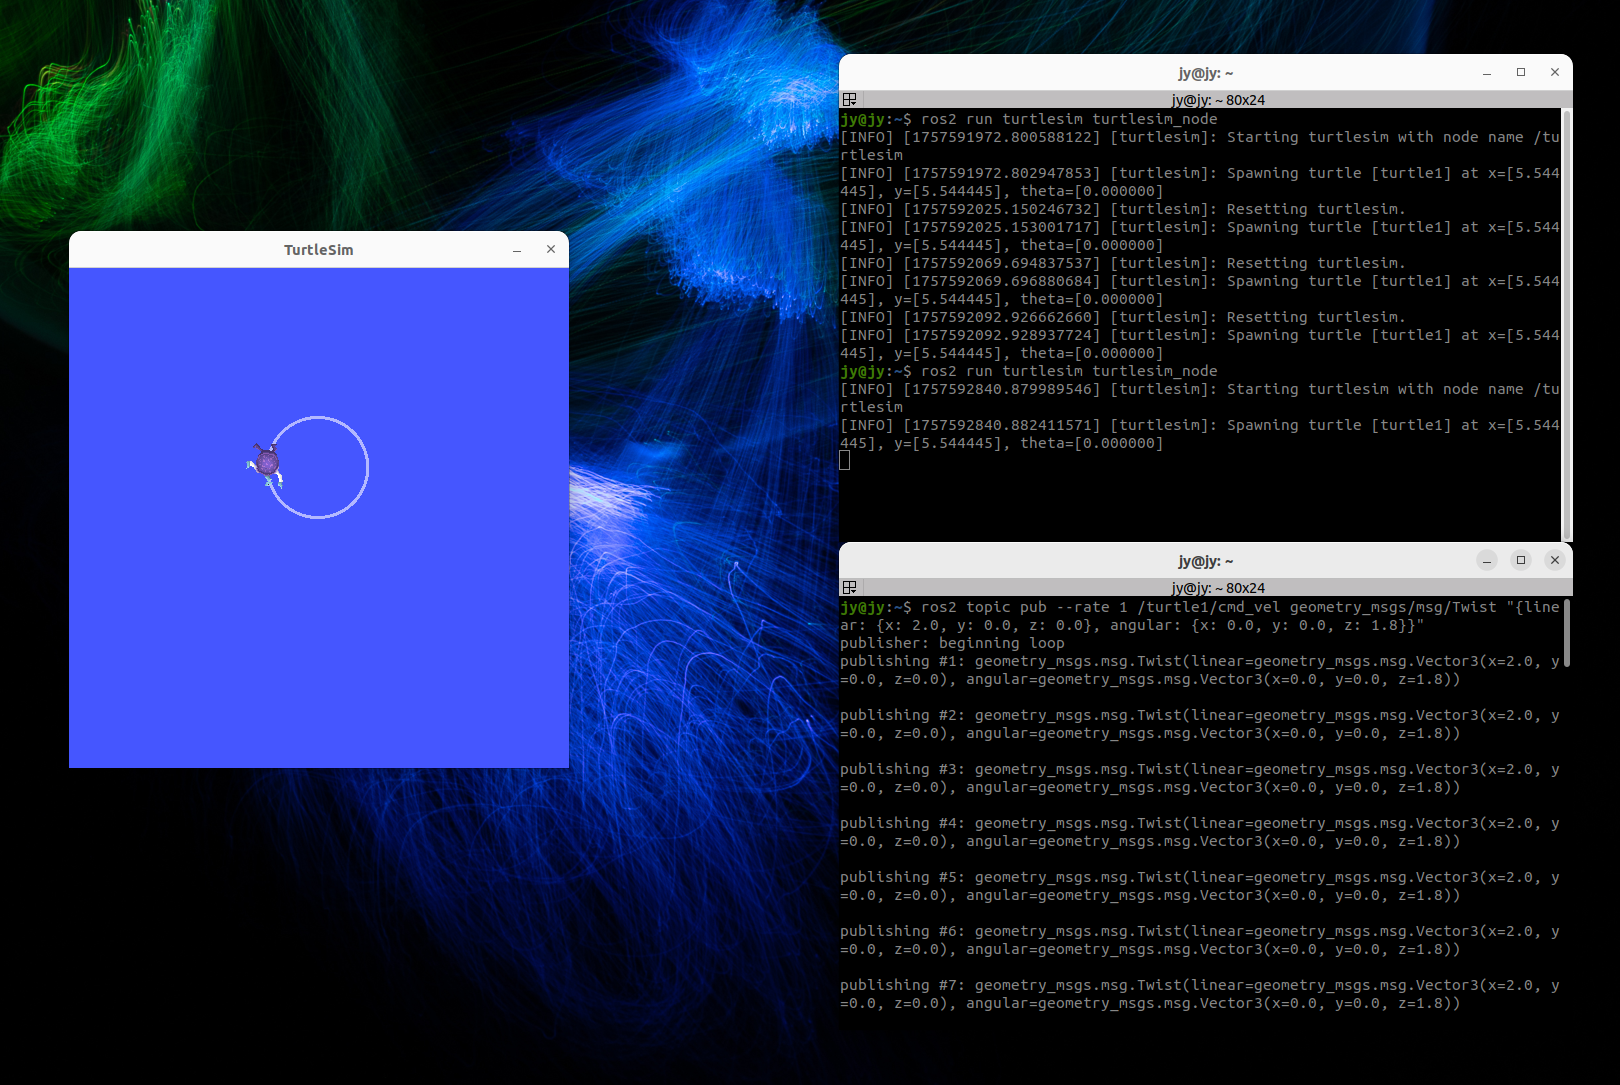 TurtleSim
jy@jy: ~
jy@jy: ~ 80x24
jy@jy:~$ ros2 run turtlesim turtlesim_node
[INFO] [1757591972.800588122] [turtlesim]: Starting turtlesim with node name /tu
rtlesim
[INFO] [1757591972.802947853] [turtlesim]: Spawning turtle [turtle1] at x=[5.544
445], y=[5.544445], theta=[0.000000]
[INFO] [1757592025.150246732] [turtlesim]: Resetting turtlesim.
[INFO] [1757592025.153001717] [turtlesim]: Spawning turtle [turtle1] at x=[5.544
445], y=[5.544445], theta=[0.000000]
[INFO] [1757592069.694837537] [turtlesim]: Resetting turtlesim.
[INFO] [1757592069.696880684] [turtlesim]: Spawning turtle [turtle1] at x=[5.544
445], y=[5.544445], theta=[0.000000]
[INFO] [1757592092.926662660] [turtlesim]: Resetting turtlesim.
[INFO] [1757592092.928937724] [turtlesim]: Spawning turtle [turtle1] at x=[5.544
445], y=[5.544445], theta=[0.000000]
jy@jy:~$ ros2 run turtlesim turtlesim_node
[INFO] [1757592840.879989546] [turtlesim]: Starting turtlesim with node name /tu
rtlesim
[INFO] [1757592840.882411571] [turtlesim]: Spawning turtle [turtle1] at x=[5.544
445], y=[5.544445], theta=[0.000000]
jy@jy: ~
jy@jy: ~ 80x24
jy@jy:~$ ros2 topic pub --rate 1 /turtle1/cmd_vel geometry_msgs/msg/Twist "{line
ar: {x: 2.0, y: 0.0, z: 0.0}, angular: {x: 0.0, y: 0.0, z: 1.8}}"
publisher: beginning loop
publishing #1: geometry_msgs.msg.Twist(linear=geometry_msgs.msg.Vector3(x=2.0, y
=0.0, z=0.0), angular=geometry_msgs.msg.Vector3(x=0.0, y=0.0, z=1.8))
publishing #2: geometry_msgs.msg.Twist(linear=geometry_msgs.msg.Vector3(x=2.0, y
=0.0, z=0.0), angular=geometry_msgs.msg.Vector3(x=0.0, y=0.0, z=1.8))
publishing #3: geometry_msgs.msg.Twist(linear=geometry_msgs.msg.Vector3(x=2.0, y
=0.0, z=0.0), angular=geometry_msgs.msg.Vector3(x=0.0, y=0.0, z=1.8))
publishing #4: geometry_msgs.msg.Twist(linear=geometry_msgs.msg.Vector3(x=2.0, y
=0.0, z=0.0), angular=geometry_msgs.msg.Vector3(x=0.0, y=0.0, z=1.8))
publishing #5: geometry_msgs.msg.Twist(linear=geometry_msgs.msg.Vector3(x=2.0, y
=0.0, z=0.0), angular=geometry_msgs.msg.Vector3(x=0.0, y=0.0, z=1.8))
publishing #6: geometry_msgs.msg.Twist(linear=geometry_msgs.msg.Vector3(x=2.0, y
=0.0, z=0.0), angular=geometry_msgs.msg.Vector3(x=0.0, y=0.0, z=1.8))
publishing #7: geometry_msgs.msg.Twist(linear=geometry_msgs.msg.Vector3(x=2.0, y
=0.0, z=0.0), angular=geometry_msgs.msg.Vector3(x=0.0, y=0.0, z=1.8))